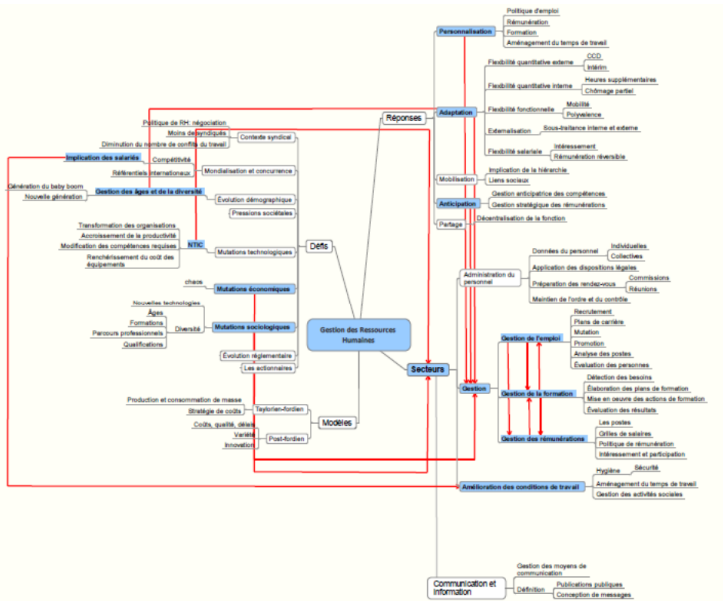 Gestion des Ressources
Humaines
Réponses
Personnalisation
Politique d'emploi
Rémunération
Formation
Aménagement du temps de travail
Adaptation
Flexibilité quantitative externe
CDD
Intérim
Flexibilité quantitative interne
Heures supplémentaires
Chômage partiel
Flexibilité fonctionnelle
Mobilité
Polyvalence
Externalisation
Sous-traitance interne et externe
Flexibilité salariale
Intéressement
Rémunération réversible
Mobilisation
Implication de la hiérarchie
Liens sociaux
Anticipation
Gestion anticipatrice des compétences
Gestion stratégique des rémunérations
Partage
Décentralisation de la fonction
Secteurs
Administration du
personnel
Données du personnel
Individuelles
Collectives
Application des dispositions légales
Préparation des rendez-vous
Commissions
Réunions
Maintien de l'ordre et du contrôle
Gestion
Gestion de l'emploi
Recrutement
Plans de carrière
Mutation
Promotion
Analyse des postes
Évaluation des personnes
Gestion de la formation
Détection des besoins
Élaboration des plans de formation
Mise en oeuvre des actions de formation
Évaluation des résultats
Gestion des rémunérations
Les postes
Grilles de salaires
Politique de rémunération
Intéressement et participation
Amélioration des conditions de travail
Hygiène
Sécurité
Aménagement du temps de travail
Gestion des activités sociales
Communication et
information
Gestion des moyens de
communication
Définition
Publications publiques
Conception de messages
Défis
Contexte syndical
Politique de RH: négociation
Moins de syndiqués
Diminution du nombre de conflits du travail
Mondialisation et concurrence
Compétitivité
Implication des salariés
Référentiels internationaux
Évolution démographique
Gestion des âges et de la diversité
Génération du baby boom
Nouvelle génération
Pressions sociétales
Mutations technologiques
NTIC
Transformation des organisations
Accroissement de la productivité
Modification des compétences requises
Renchérissement du coût des
équipements
Mutations économiques
chaos
Mutations sociologiques
Nouvelles technologies
Diversité
Âges
Formations
Parcours professionnels
Qualifications
Évolution réglementaire
Les actionnaires
Modèles
Taylorien-fordien
Production et consommation de masse
Stratégie de coûts
Post-fordien
Coûts, qualité, délais
Variété
Innovation